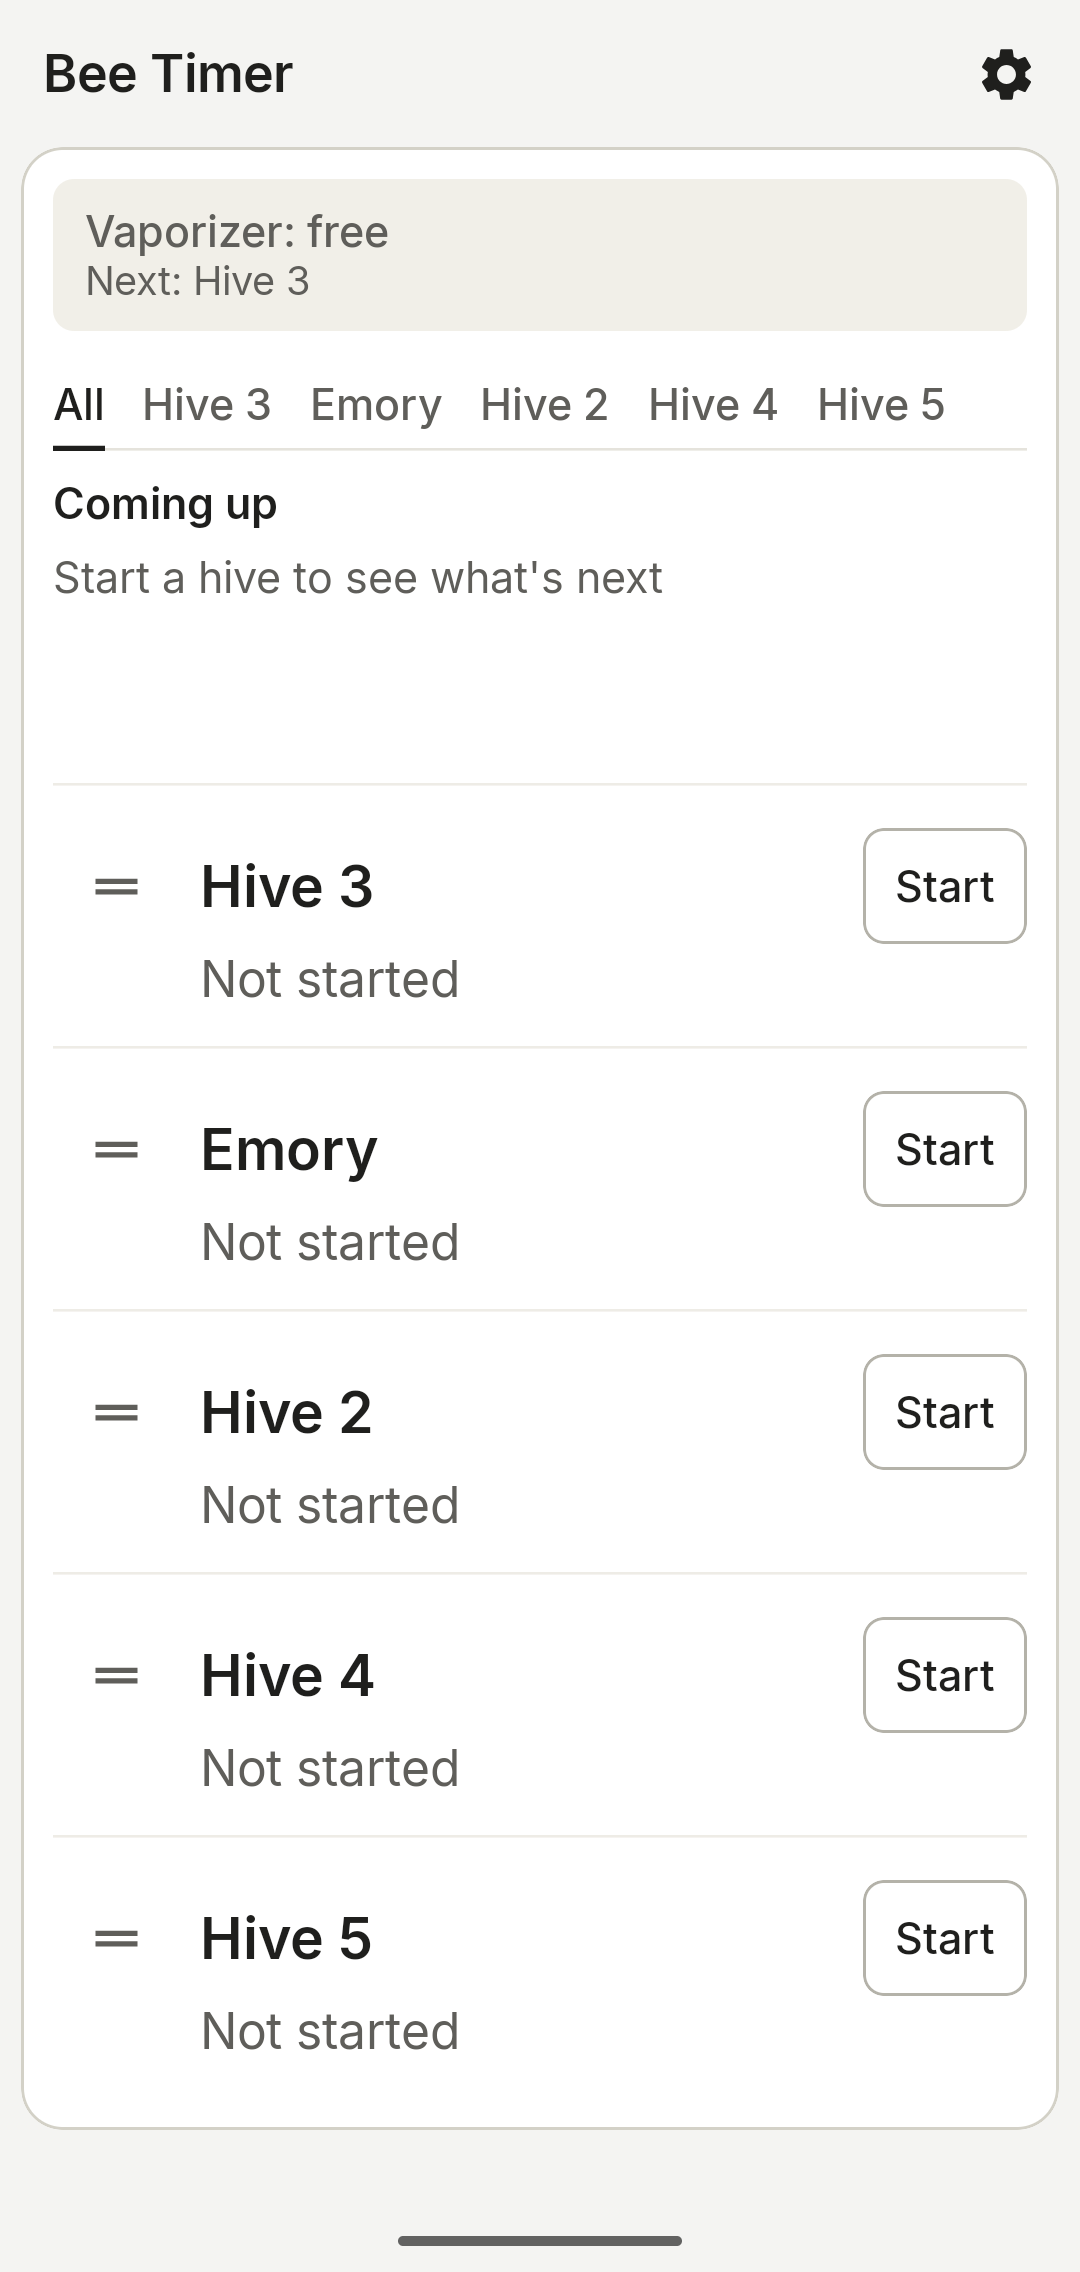 Bee Timer
Vaporizer: free
Next: Hive 3
All Hive 3 Emory Hive 2 Hive 4 Hive 5
Coming up
Start a hive to see what's next
Hive 3 Start
Not started
Emory Start
Not started
Hive 2 Start
Not started
Hive 4 Start
Not started
Hive 5 Start
Not started